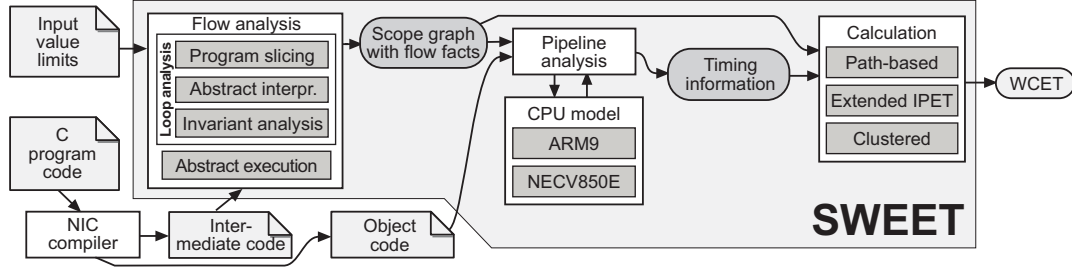 Input
value
limits
Flow analysis
Loop analysis
Program slicing
Abstract interpr.
Invariant analysis
Abstract execution
Scope graph
with flow facts
Pipeline
analysis
CPU model
ARM9
NECV850E
Timing
information
Calculation
Path-based
Extended IPET
Clustered
WCET
C
program
code
NIC
compiler
Inter-
mediate code
Object
code
SWEET